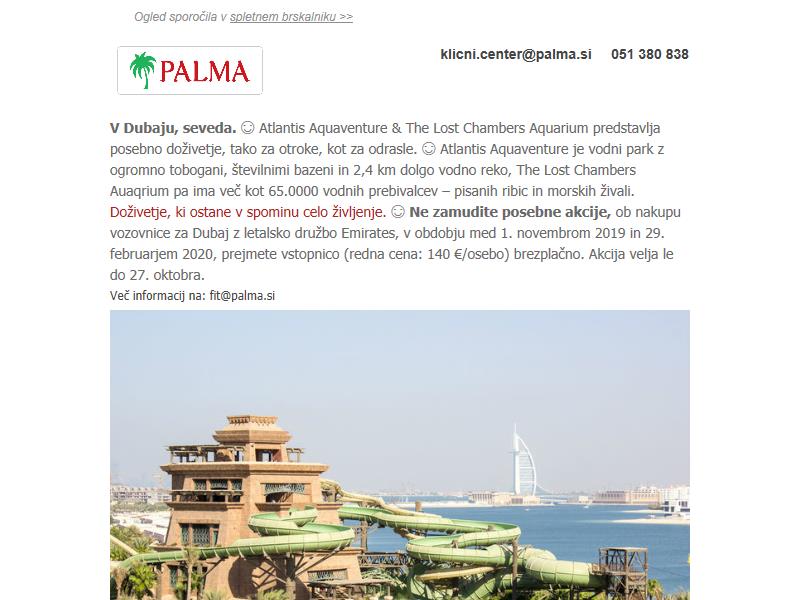 Ogled sporočila v spletnem brskalniku >>
PALMA
klicni.center@palma.si 051 380 838
V Dubaju, seveda. ☺ Atlantis Aquaventure & The Lost Chambers Aquarium predstavlja
posebno doživetje, tako za otroke, kot za odrasle. ☺ Atlantis Aquaventure je vodni park z
ogromno tobogani, številnimi bazeni in 2,4 km dolgo vodno reko, The Lost Chambers
Auaqrium pa ima več kot 65.0000 vodnih prebivalcev – pisanih ribic in morskih živali.
Doživetje, ki ostane v spominu celo življenje. ☺ Ne zamudite posebne akcije, ob nakupu
vozovnice za Dubaj z letalsko družbo Emirates, v obdobju med 1. novembrom 2019 in 29.
februarjem 2020, prejmete vstopnico (redna cena: 140 €/osebo) brezplačno. Akcija velja le
do 27. oktobra.
Več informacij na: fit@palma.si